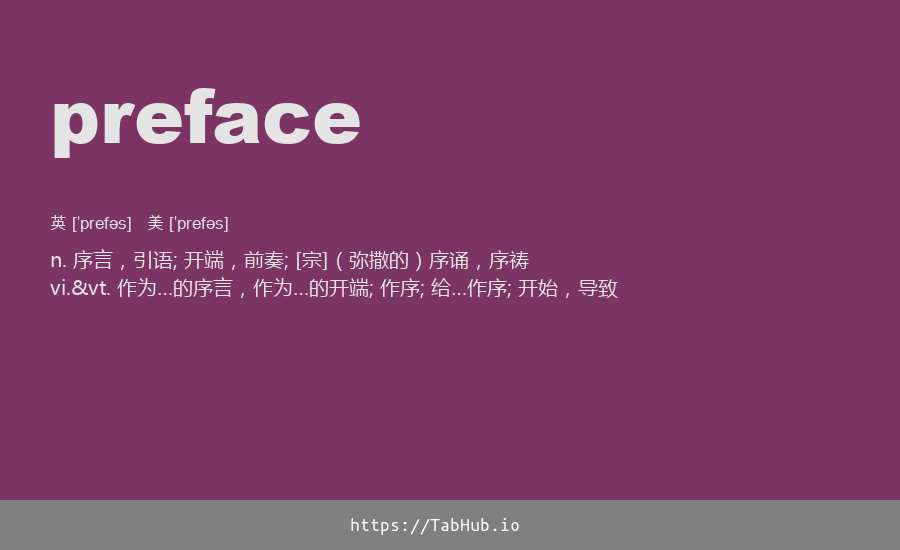 preface
英 [ˈprefəs] 美 [ˈprefəs]
n. 序言，引语; 开端，前奏; [宗]（弥撒的）序诵，序祷
vi.&vt. 作为…的序言，作为…的开端; 作序; 给…作序; 开始，导致
https://TabHub.io